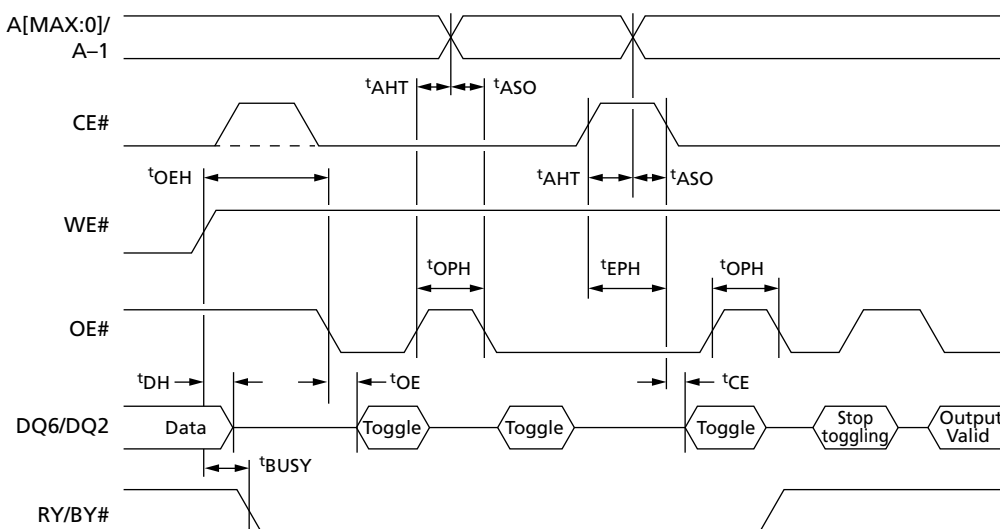 A[MAX:0]/
A–1
tAHT
tASO
CE#
tOEH
tAHT
tASO
WE#
tOPH
tEPH
tOPH
OE#
tDH
tOE
tCE
DQ6/DQ2
Data
Toggle
Toggle
Toggle
Stop
toggling
Output
Valid
tBUSY
RY/BY#